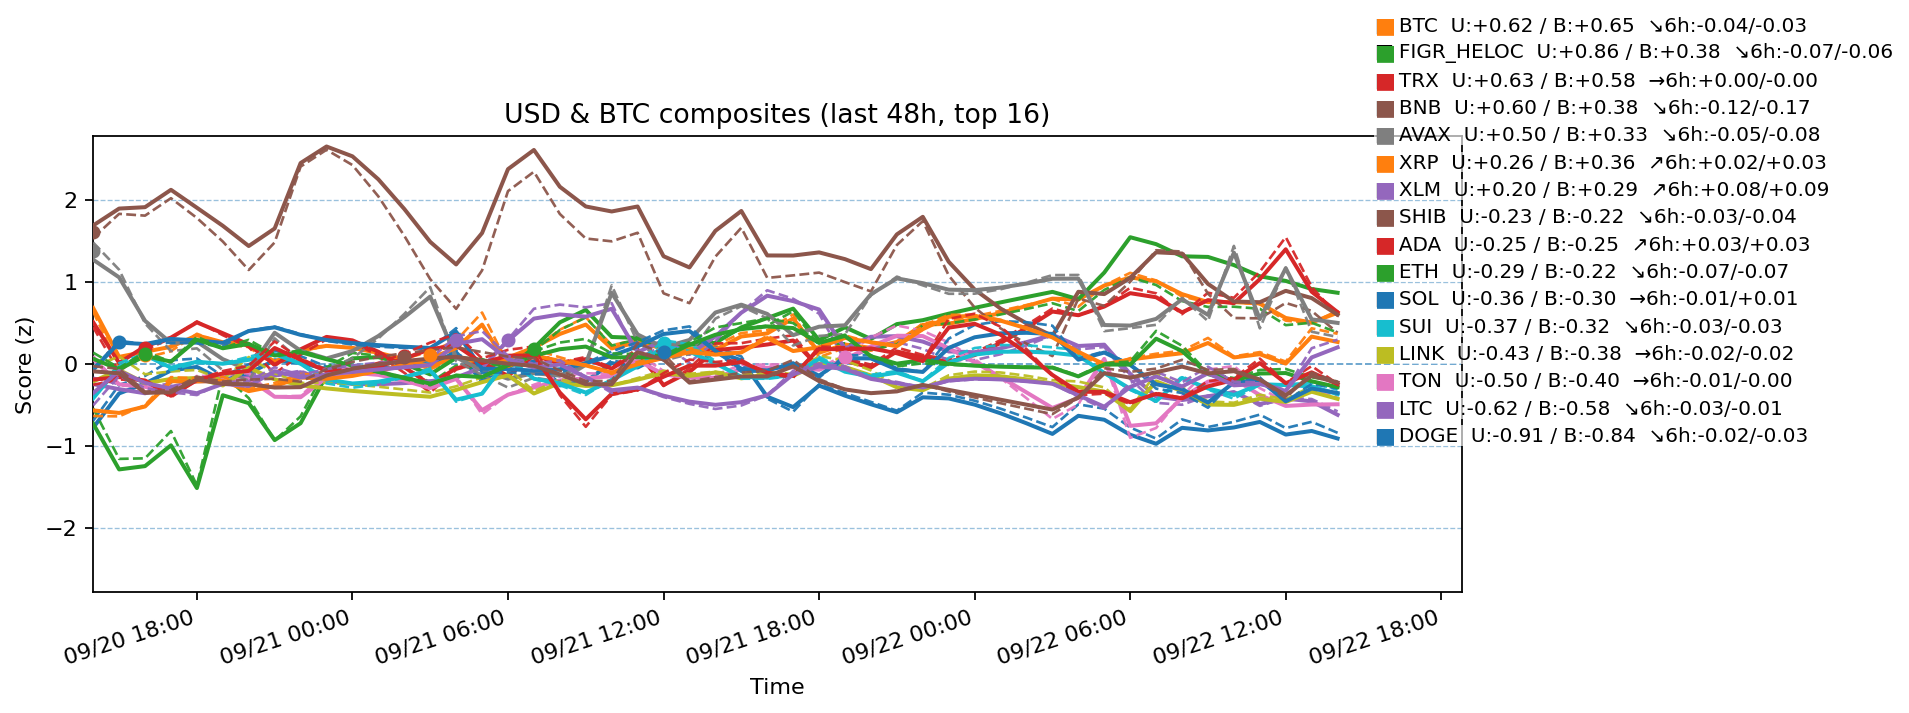 BTC  U:+0.62 / B:+0.65  ↘6h:-0.04/-0.03
FIGR_HELOC  U:+0.86 / B:+0.38  ↘6h:-0.07/-0.06
TRX  U:+0.63 / B:+0.58  →6h:+0.00/-0.00
BNB  U:+0.60 / B:+0.38  ↘6h:-0.12/-0.17
AVAX  U:+0.50 / B:+0.33  ↘6h:-0.05/-0.08
XRP  U:+0.26 / B:+0.36  ↗6h:+0.02/+0.03
XLM  U:+0.20 / B:+0.29  ↗6h:+0.08/+0.09
SHIB  U:-0.23 / B:-0.22  ↘6h:-0.03/-0.04
ADA  U:-0.25 / B:-0.25  ↗6h:+0.03/+0.03
ETH  U:-0.29 / B:-0.22  ↘6h:-0.07/-0.07
SOL  U:-0.36 / B:-0.30  →6h:-0.01/+0.01
SUI  U:-0.37 / B:-0.32  ↘6h:-0.03/-0.03
LINK  U:-0.43 / B:-0.38  →6h:-0.02/-0.02
TON  U:-0.50 / B:-0.40  →6h:-0.01/-0.00
LTC  U:-0.62 / B:-0.58  ↘6h:-0.03/-0.01
DOGE  U:-0.91 / B:-0.84  ↘6h:-0.02/-0.03
USD & BTC composites (last 48h, top 16)
Score (z)
2
1
0
−1
−2
09/20 18:00
09/21 00:00
09/21 06:00
09/21 12:00
09/21 18:00
09/22 00:00
09/22 06:00
09/22 12:00
09/22 18:00
Time